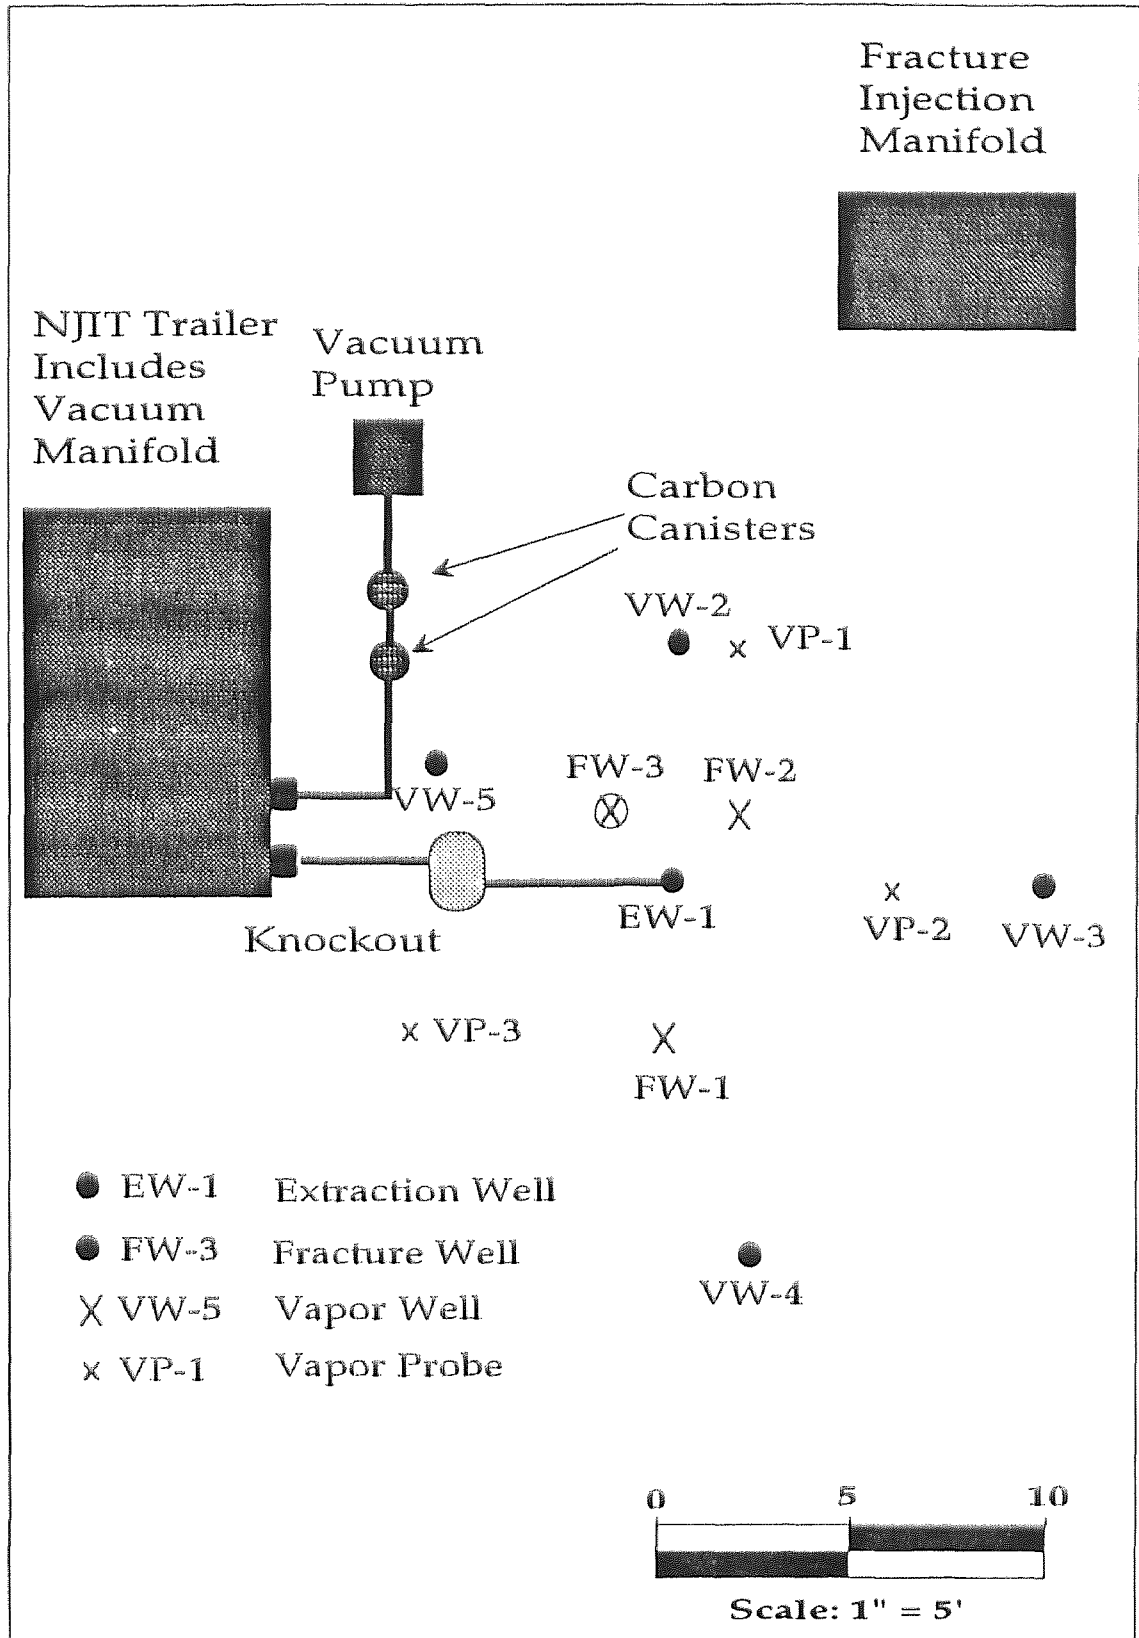 Fracture
Injection
Manifold
NJIT Trailer
Includes
Vacuum
Manifold
Vacuum
Pump
Carbon
Canisters
VW-2
VP-1
VW-5
FW-3
FW-2
EW-1
VP-2
VW-3
Knockout
VP-3
FW-1
EW-1 Extraction Well
FW-3 Fracture Well
VW-5 Vapor Well
VP-1 Vapor Probe
VW-4
0 5 10
Scale: 1" = 5'